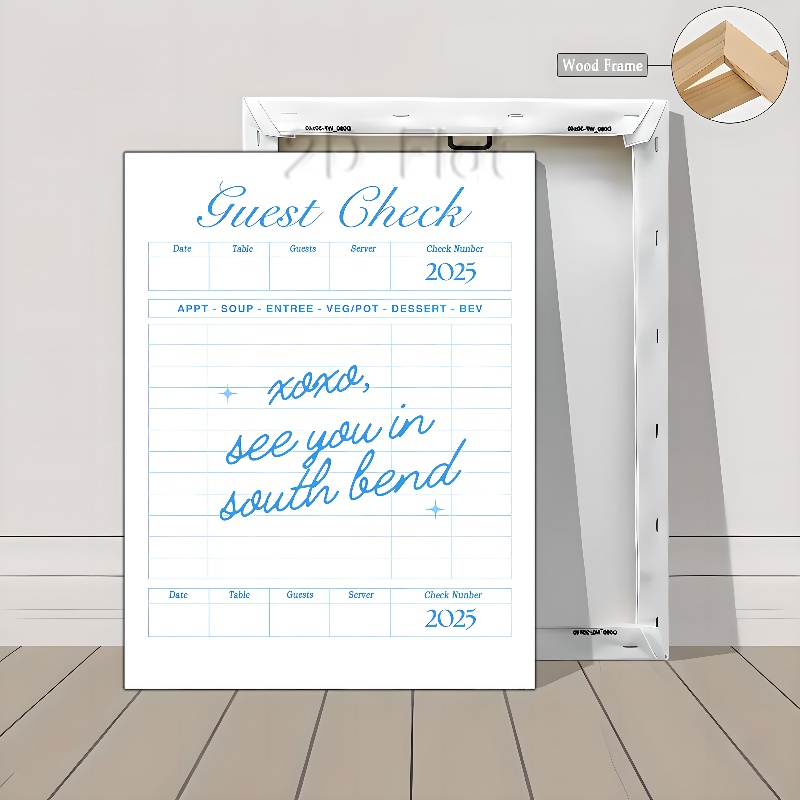 Wood Frame
2D Flat
Guest Check
Date Table Guests Server Check Number
2025
APPT - SOUP - ENTREE - VEG/POT - DESSERT - BEV
xoxo,
see you in
south bend
Date Table Guests Server Check Number
2025